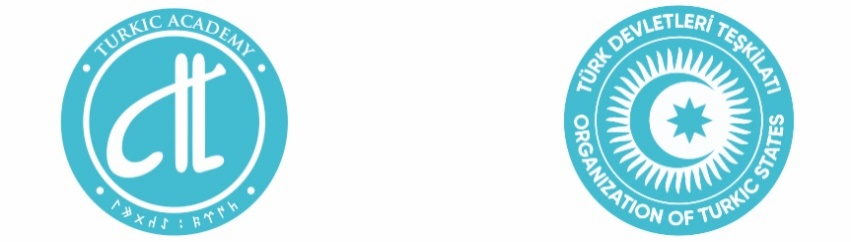 TURKIC ACADEMY
TÜRK DEVLETLERİ TEŞKİLATI
ORGANIZATION OF TURKIC STATES